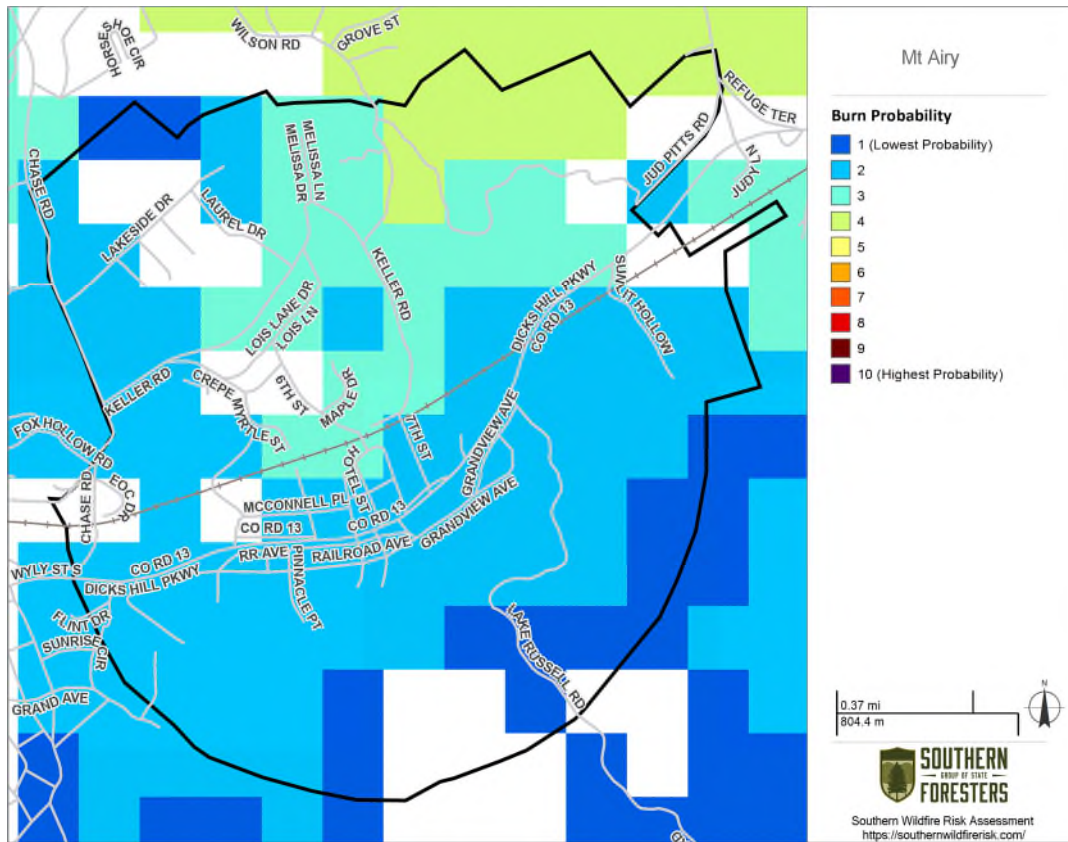 WILSON RD
GROVE ST
HORSESHOE CIR
REFUGE TER
JUD PITTS RD
JUDY LN
CHASE RD
MELISSA LN
MELISSA DR
LAKESIDE DR
LAUREL DR
KELLER RD
SUNLIT HOLLOW
DICKS HILL PKWY
CO RD 13
LOIS LANE DR
LOIS LN
KELLER RD
CREPE MYRTLE ST
6TH ST
MAPLE DR
FOX HOLLOW RD
EOC DR
CHASE RD
7TH ST
HOTEL ST
GRANDVIEW AVE
MCCONNELL PL
CO RD 13
CO RD 13
GRANDVIEW AVE
RR AVE
RAILROAD AVE
CO RD 13
WYLY ST S
DICKS HILL PKWY
PINNACLE PT
FLINT DR
SUNRISE CIR
GRAND AVE
LAKE RUSSELL RD
Mt Airy
Burn Probability
1 (Lowest Probability)
2
3
4
5
6
7
8
9
10 (Highest Probability)
0.37 mi
804.4 m
N
SOUTHERN
GROUP OF STATE
FORESTERS
Southern Wildfire Risk Assessment
https://southernwildfirerisk.com/